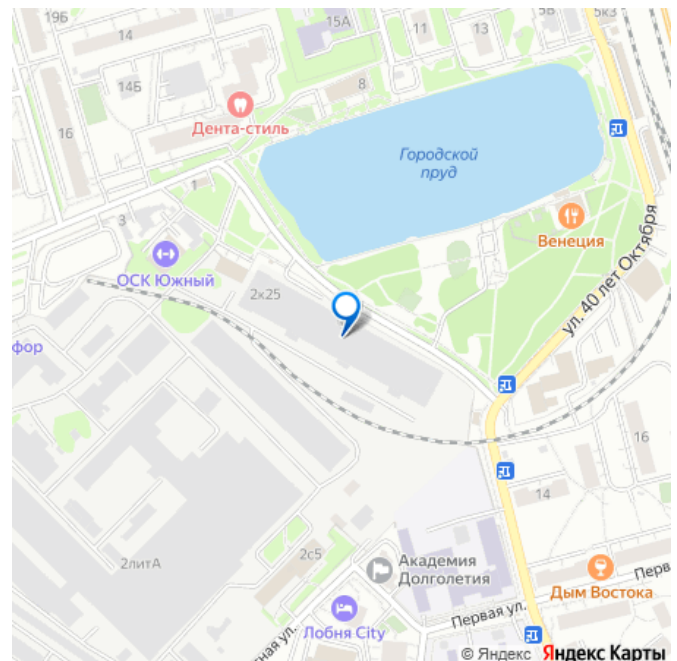 19Б
14
15А
11
13
5Б
5к3
14Б
8
16
Дента-стиль
Городской
пруд
1
3
Венеция
ОСК Южный
2к25
ул. 40 лет Октября
фор
16
14
2литА
2с5
Академия
Долголетия
Перв
Дым Востока
Первая ул.
Лобня City
ная ул.
© Яндекс Яндекс Карты